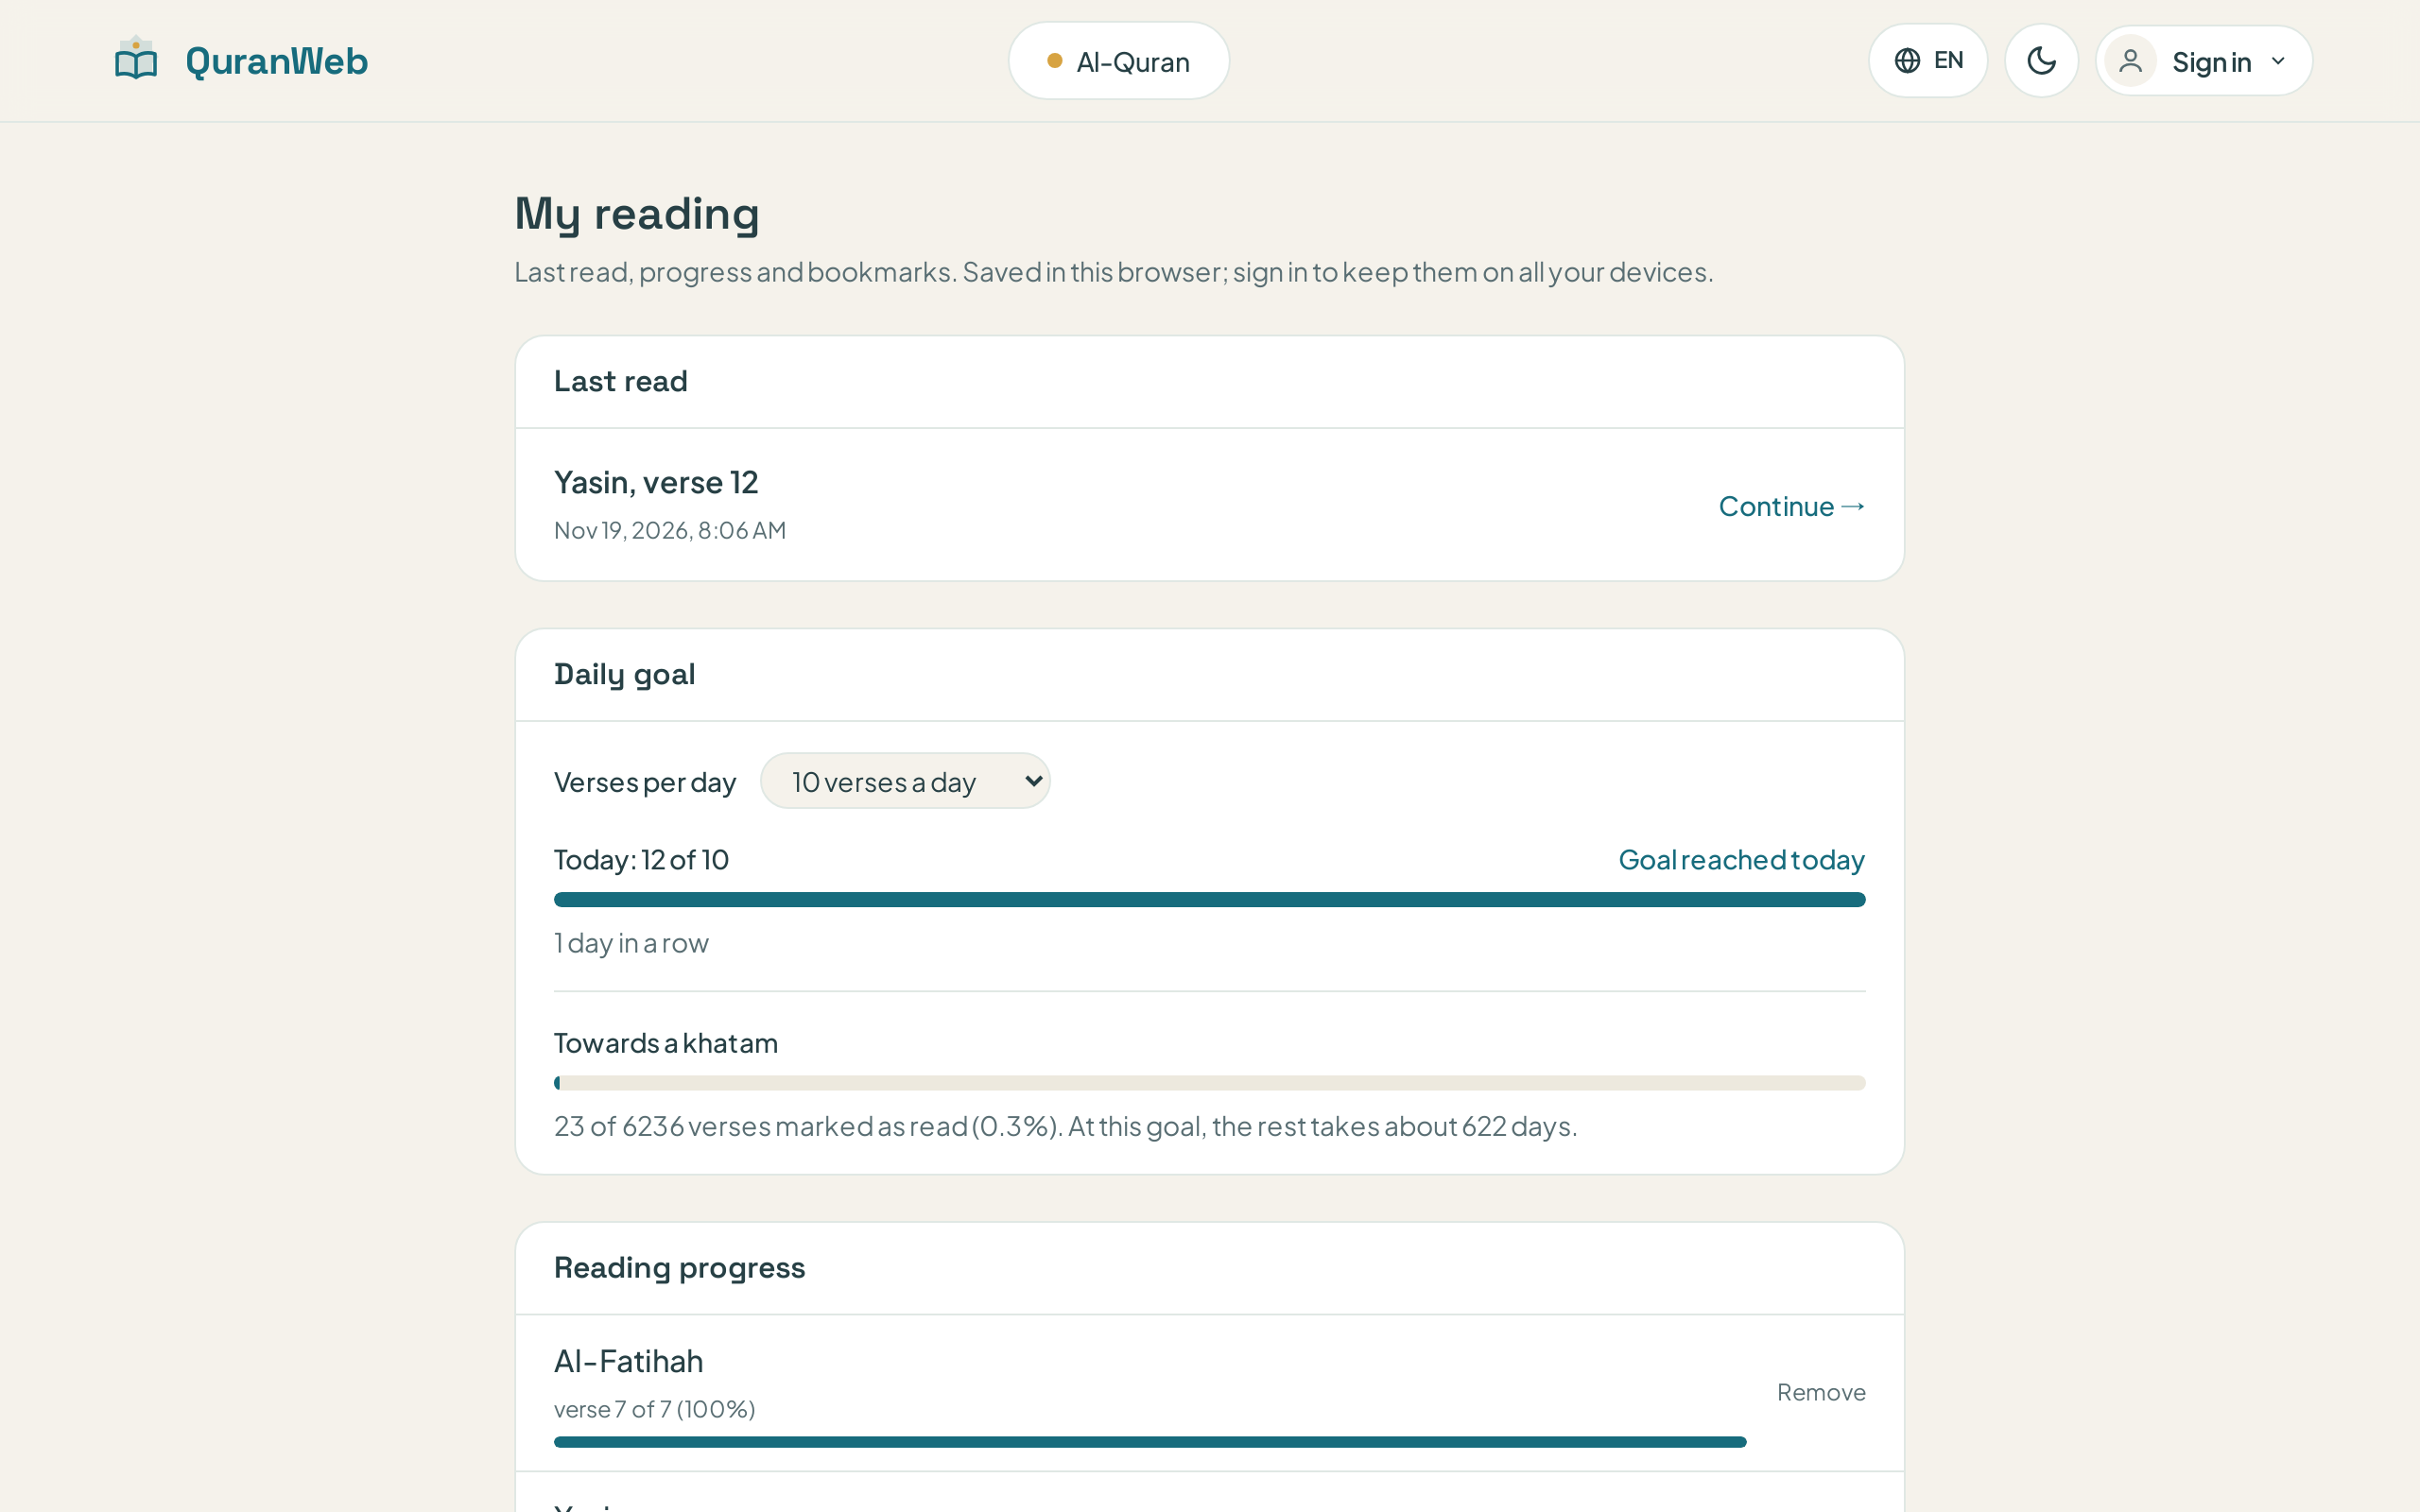 QuranWeb
Al-Quran
EN
Sign in
My reading
Last read, progress and bookmarks. Saved in this browser; sign in to keep them on all your devices.
Last read
Yasin, verse 12
Nov 19, 2026, 8:06 AM
Continue →
Daily goal
Verses per day
10 verses a day
Today: 12 of 10
Goal reached today
1 day in a row
Towards a khatam
23 of 6236 verses marked as read (0.3%). At this goal, the rest takes about 622 days.
Reading progress
Al-Fatihah
verse 7 of 7 (100%)
Remove